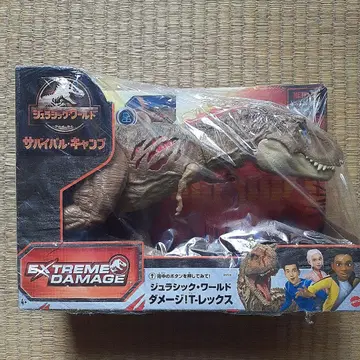 ジュラシック・ワールド
サバイバル・キャンプ
EXTREME
DAMAGE
背中のボタンを押してみて!
ジュラシック・ワールド
ダメージ!T-レックス
4+